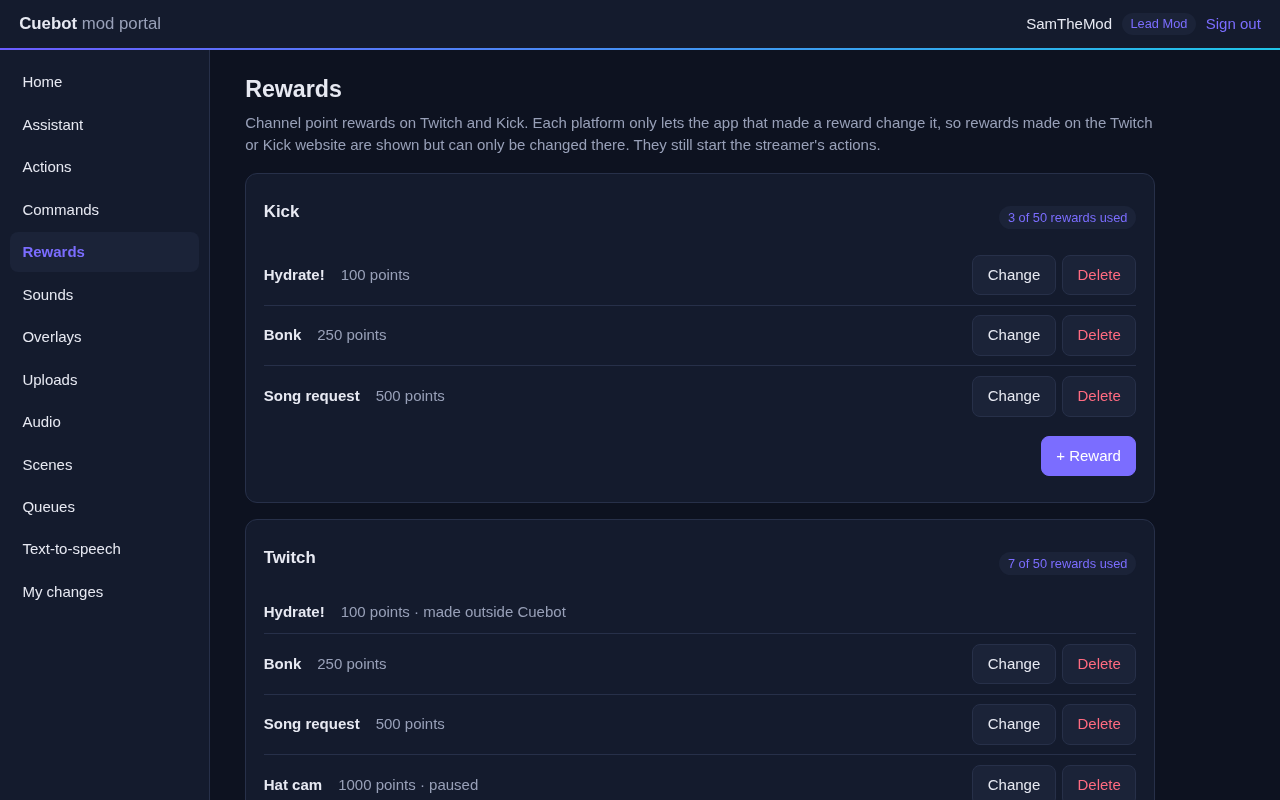 Cuebot mod portal
SamTheMod Lead Mod Sign out
Home
Assistant
Actions
Commands
Rewards
Sounds
Overlays
Uploads
Audio
Scenes
Queues
Text-to-speech
My changes
Rewards
Channel point rewards on Twitch and Kick. Each platform only lets the app that made a reward change it, so rewards made on the Twitch
or Kick website are shown but can only be changed there. They still start the streamer's actions.
Kick
3 of 50 rewards used
Hydrate! 100 points Change Delete
Bonk 250 points Change Delete
Song request 500 points Change Delete
+ Reward
Twitch
7 of 50 rewards used
Hydrate! 100 points · made outside Cuebot
Bonk 250 points Change Delete
Song request 500 points Change Delete
Hat cam 1000 points · paused Change Delete